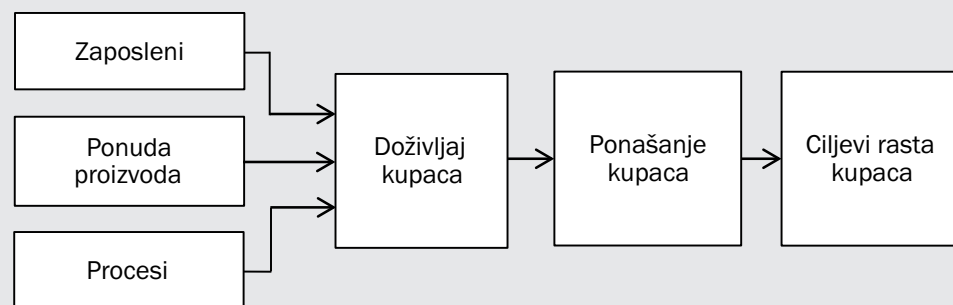 Zaposleni
Ponuda
proizvoda
Procesi
Doživljaj
kupaca
Ponašanje
kupaca
Ciljevi rasta
kupaca